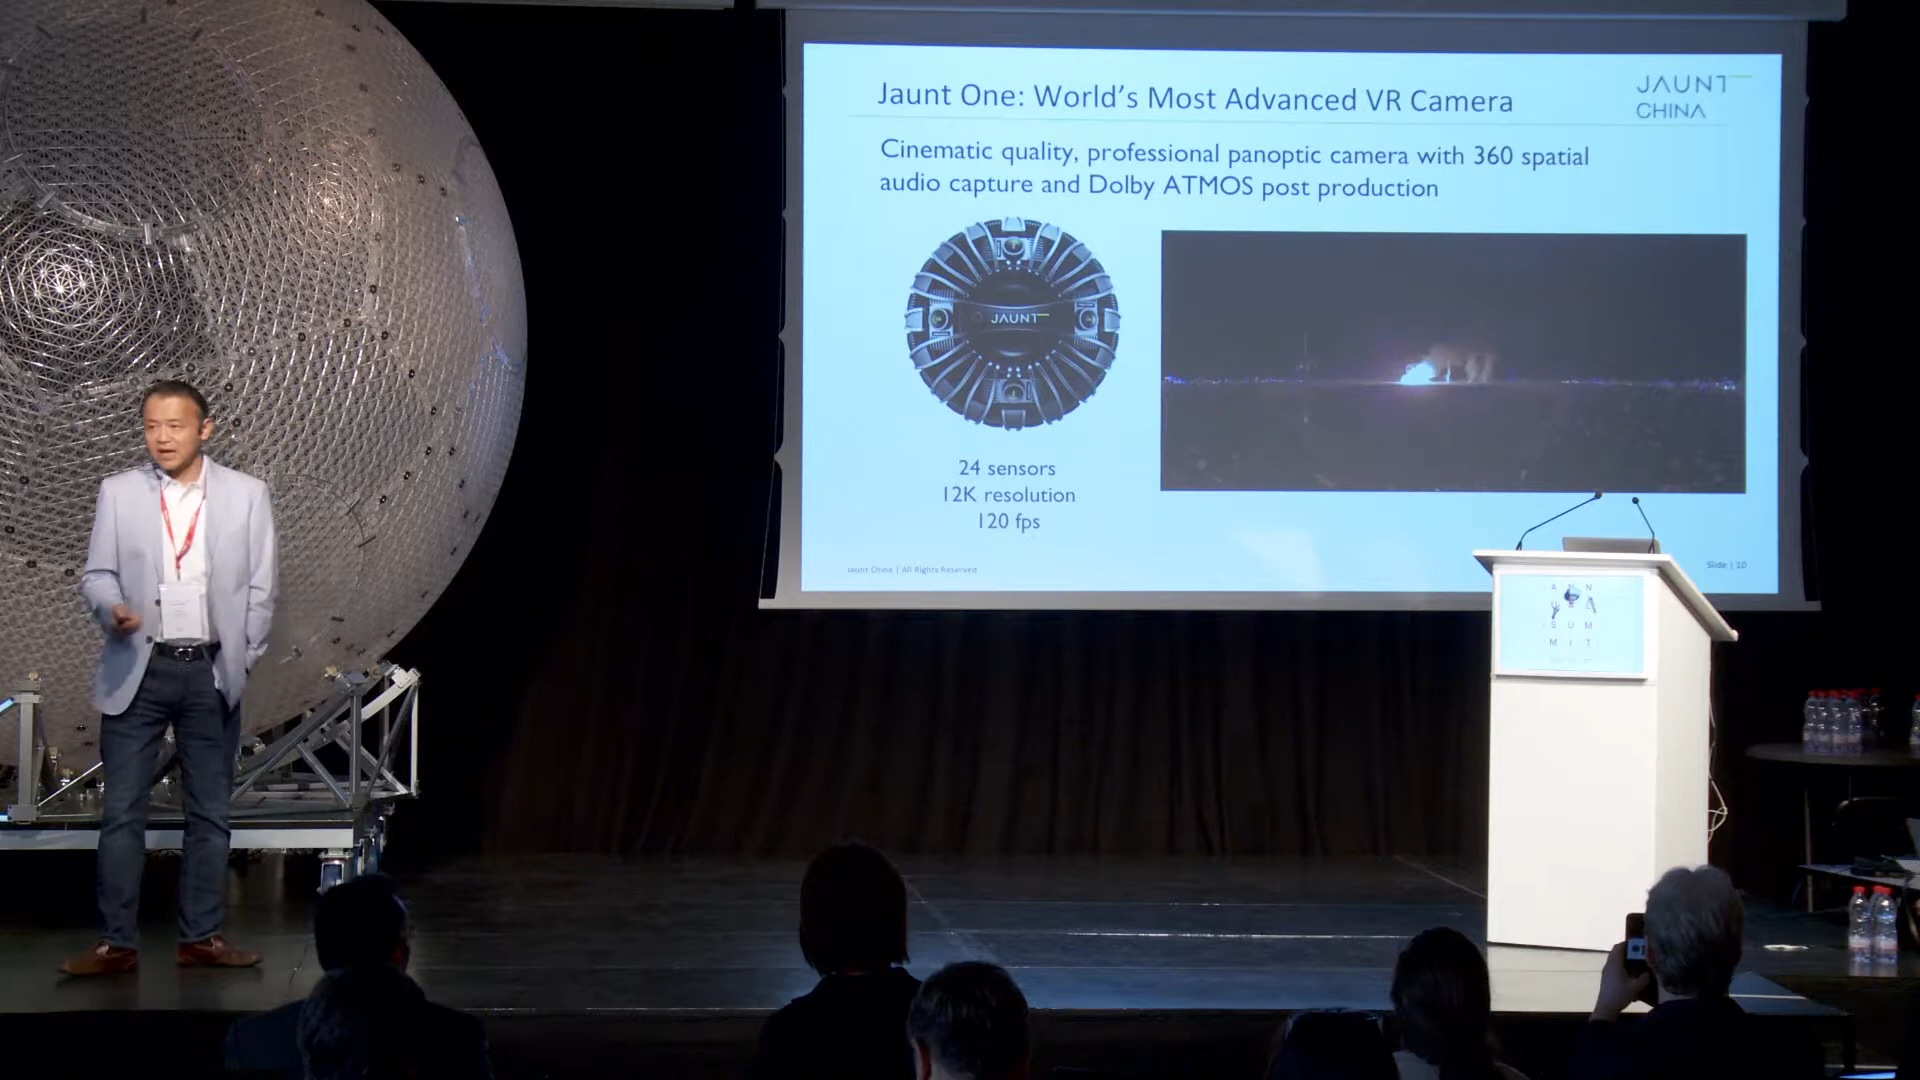 Jaunt One: World's Most Advanced VR Camera
JAUNT
CHINA
Cinematic quality, professional panoptic camera with 360 spatial
audio capture and Dolby ATMOS post production
JAUNT
24 sensors
12K resolution
120 fps
Jaunt China | All Rights Reserved
Slide | 10
A N N
U A L
S U M
M I T